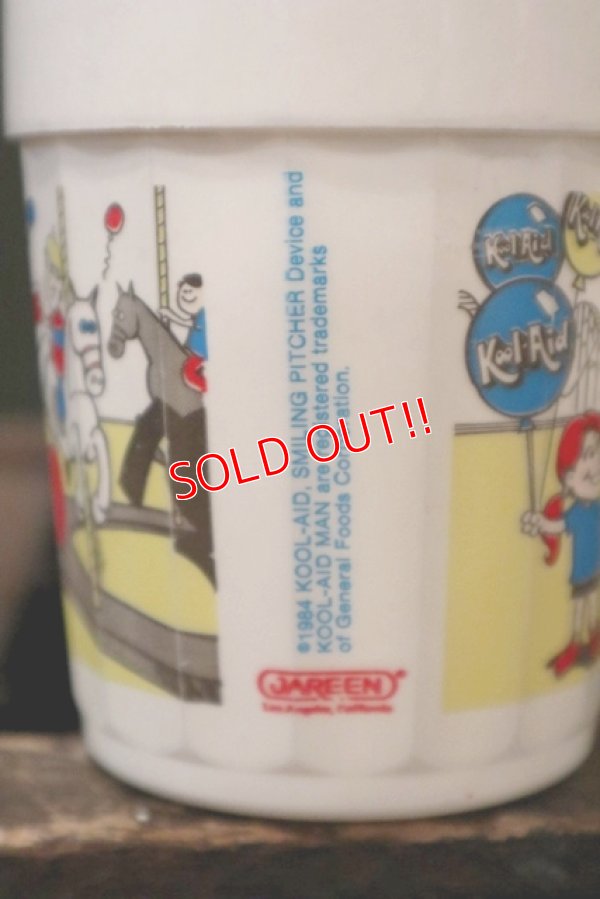 Kool-Aid
Kool-Aid
©1984 KOOL-AID, SMILING PITCHER Device and
KOOL-AID MAN are registered trademarks
of General Foods Corporation.
SOLD OUT!!
JAREEN®
Los Angeles, California